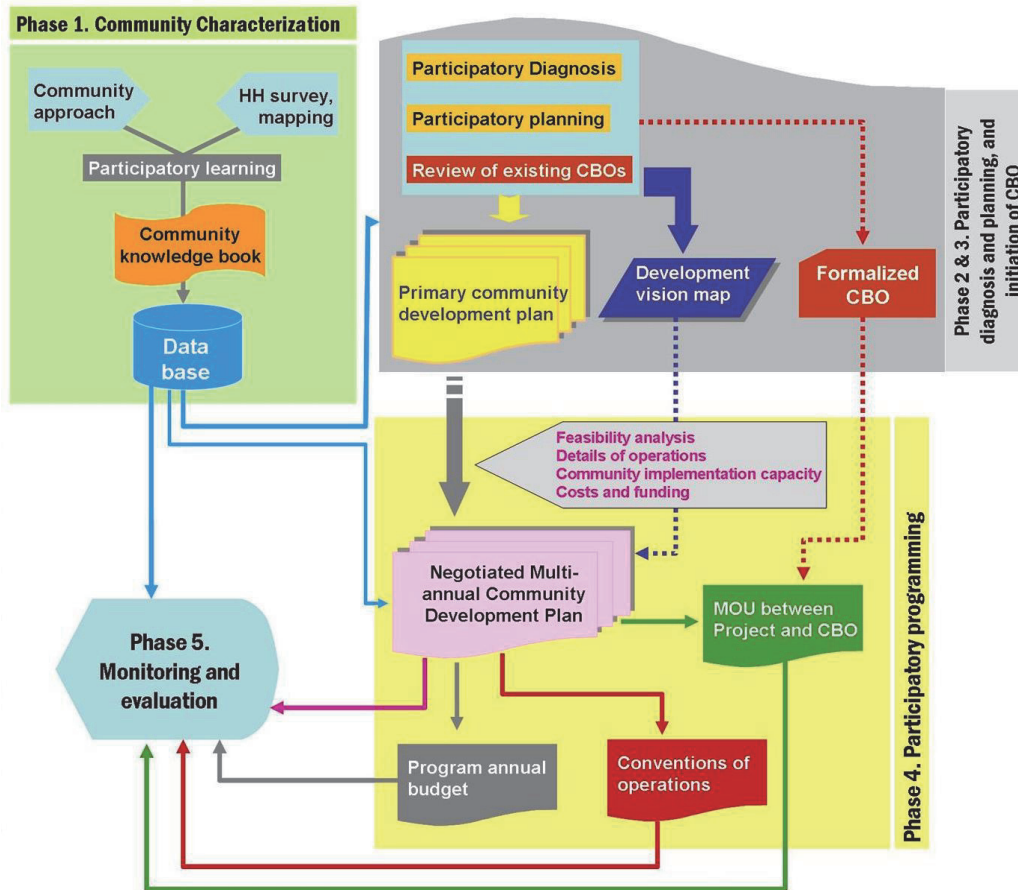 Phase 1. Community Characterization
Community
approach
HH survey,
mapping
Participatory learning
Community
knowledge book
Data
base
Participatory Diagnosis
Participatory planning
Review of existing CBOs
Primary community
development plan
Development
vision map
Formalized
CBO
Phase 2 & 3. Participatory
diagnosis and planning, and
initiation of CBO
Feasibility analysis
Details of operations
Community implementation capacity
Costs and funding
Negotiated Multi-
annual Community
Development Plan
MOU between
Project and CBO
Phase 5.
Monitoring and
evaluation
Program annual
budget
Conventions of
operations
Phase 4. Participatory programming